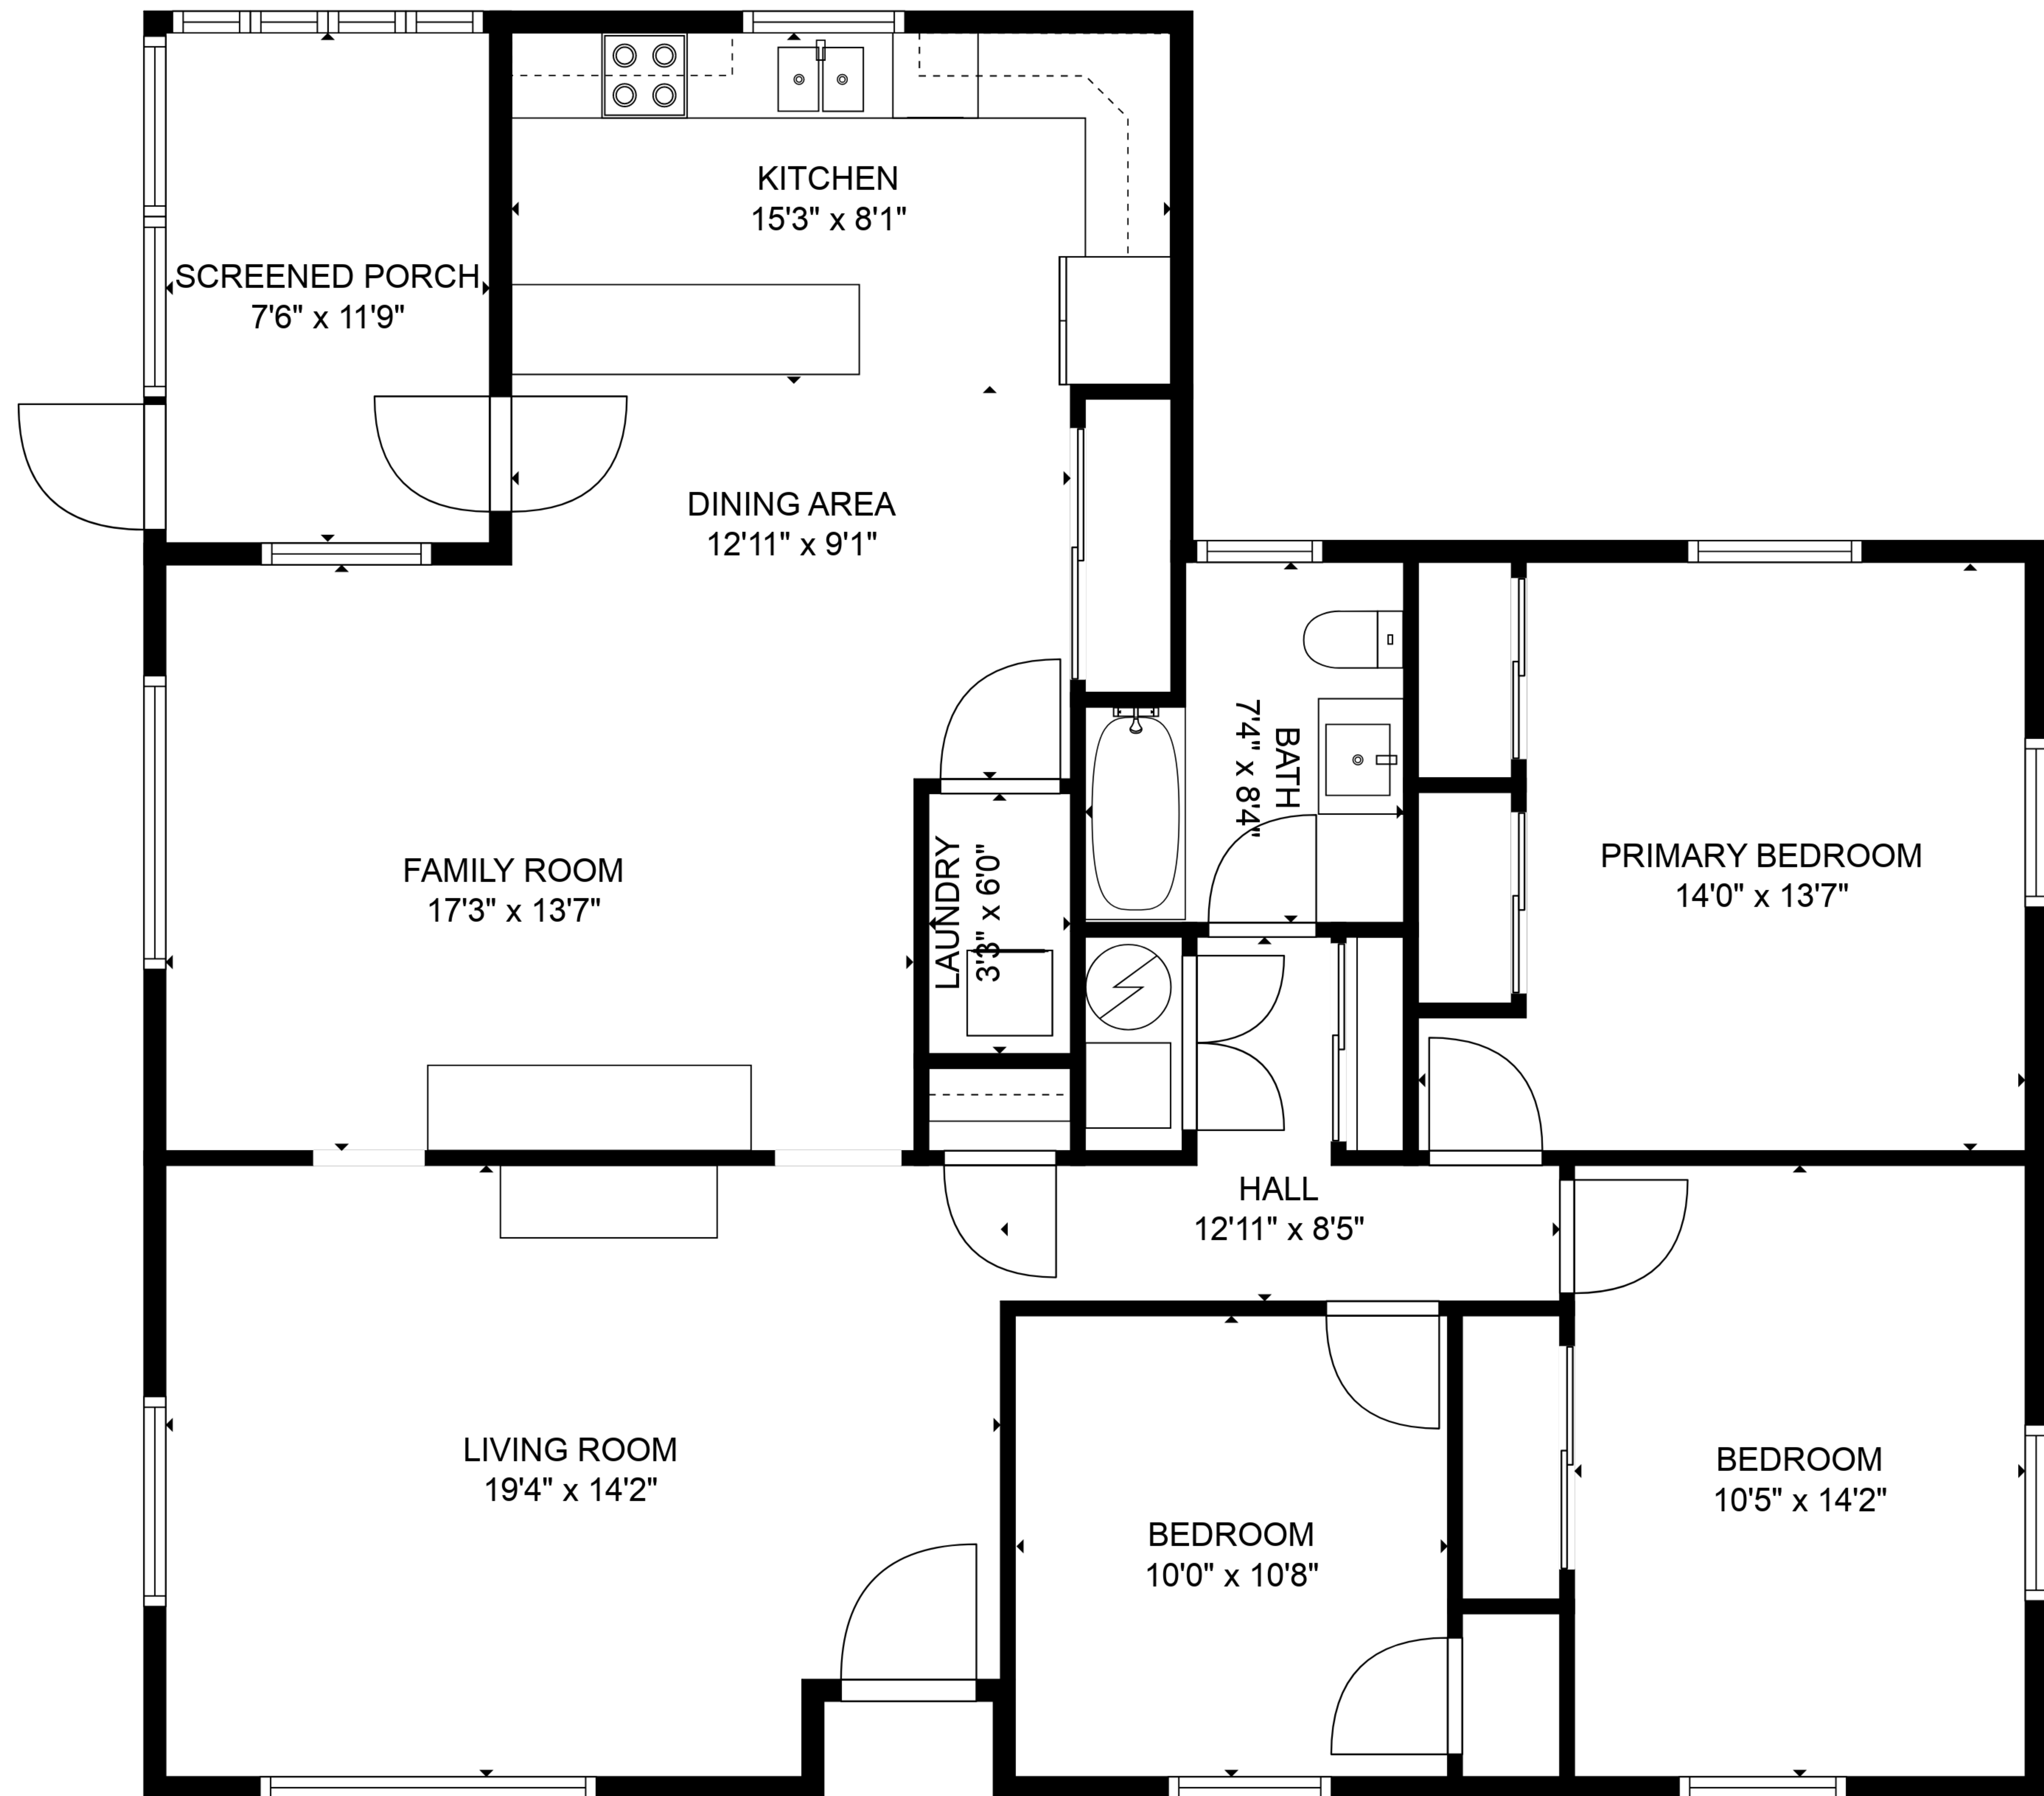 KITCHEN
15'3" x 8'1"
SCREENED PORCH
7'6" x 11'9"
DINING AREA
12'11" x 9'1"
BATH
7'4" x 8'4"
FAMILY ROOM
17'3" x 13'7"
LAUNDRY
3'3" x 6'0"
PRIMARY BEDROOM
14'0" x 13'7"
HALL
12'11" x 8'5"
LIVING ROOM
19'4" x 14'2"
BEDROOM
10'0" x 10'8"
BEDROOM
10'5" x 14'2"